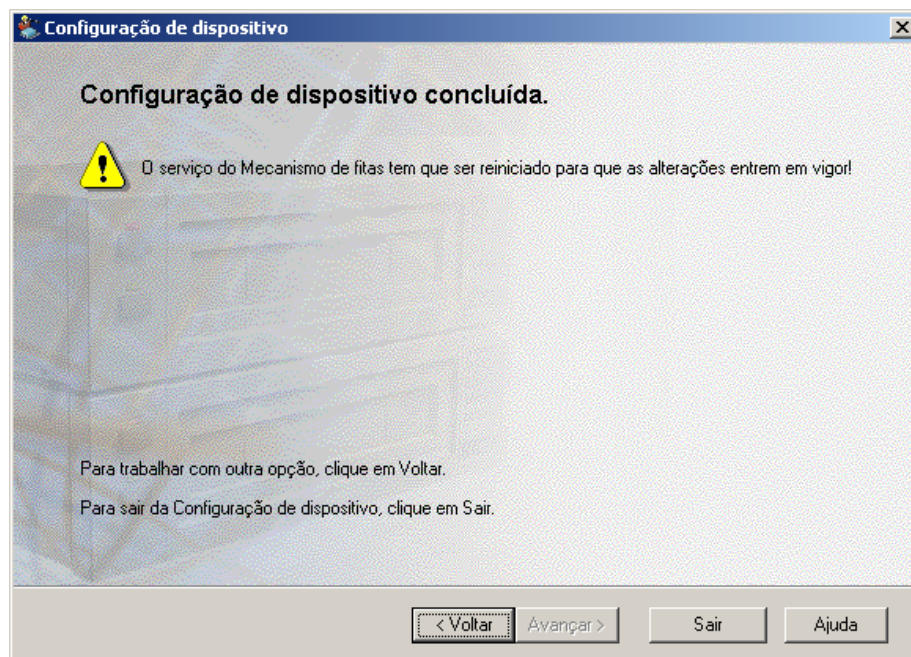 Configuração de dispositivo
Configuração de dispositivo concluída.
O serviço do Mecanismo de fitas tem que ser reiniciado para que as alterações entrem em vigor!
Para trabalhar com outra opção, clique em Voltar.
Para sair da Configuração de dispositivo, clique em Sair.
< Voltar
Avançar >
Sair
Ajuda